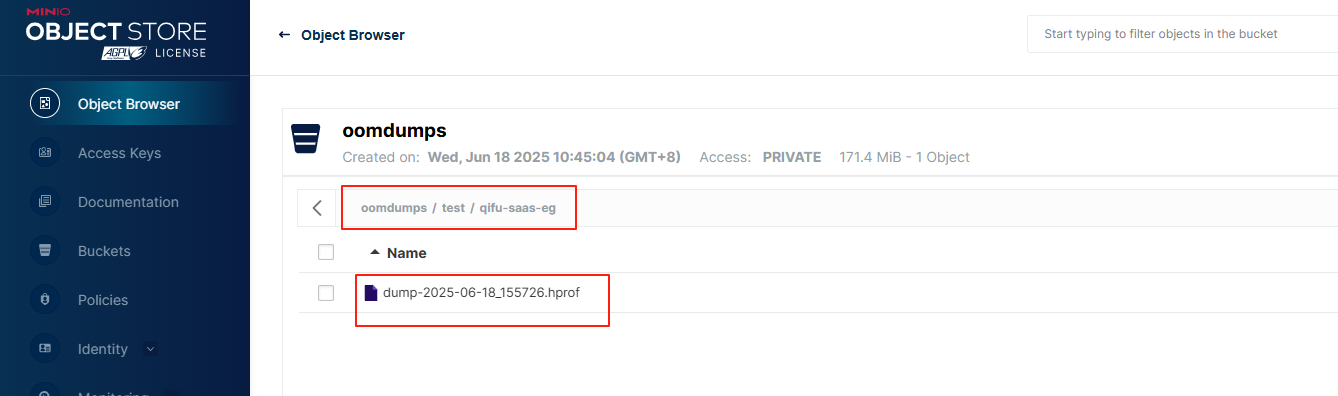 MINIO
OBJECT STORE
AGPLv3 LICENSE
← Object Browser
Start typing to filter objects in the bucket
Object Browser
Access Keys
Documentation
Buckets
Policies
Identity
Monitoring
oomdumps
Created on: Wed, Jun 18 2025 10:45:04 (GMT+8) Access: PRIVATE 171.4 MiB - 1 Object
oomdumps / test / qifu-saas-eg
Name
dump-2025-06-18_155726.hprof